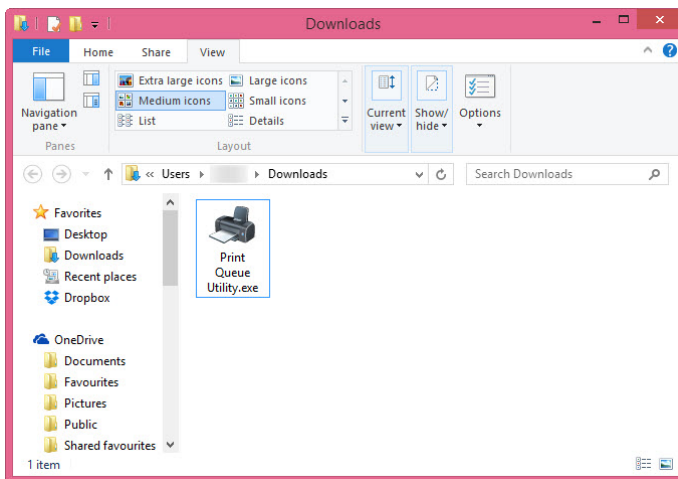 Downloads
File Home Share View
Extra large icons Large icons
Medium icons Small icons
List Details
Navigation pane
Current view
Show/ hide
Options
Panes Layout
« Users Downloads
Search Downloads
Favorites
Desktop
Downloads
Recent places
Dropbox
OneDrive
Documents
Favourites
Pictures
Public
Shared favourites
Print
Queue
Utility.exe
1 item